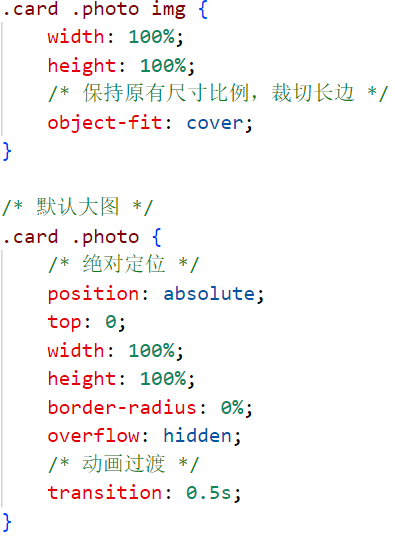 .card .photo img {
    width: 100%;
    height: 100%;
    /* 保持原有尺寸比例，裁切长边 */
    object-fit: cover;
}

/* 默认大图 */
.card .photo {
    /* 绝对定位 */
    position: absolute;
    top: 0;
    width: 100%;
    height: 100%;
    border-radius: 0%;
    overflow: hidden;
    /* 动画过渡 */
    transition: 0.5s;
}